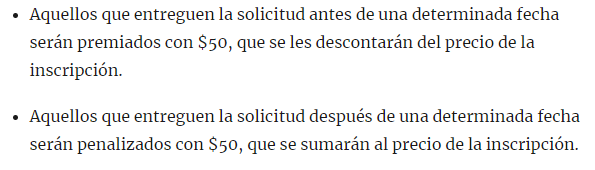 • Aquellos que entreguen la solicitud antes de una determinada fecha
serán premiados con $50, que se les descontarán del precio de la
inscripción.
• Aquellos que entreguen la solicitud después de una determinada fecha
serán penalizados con $50, que se sumarán al precio de la inscripción.